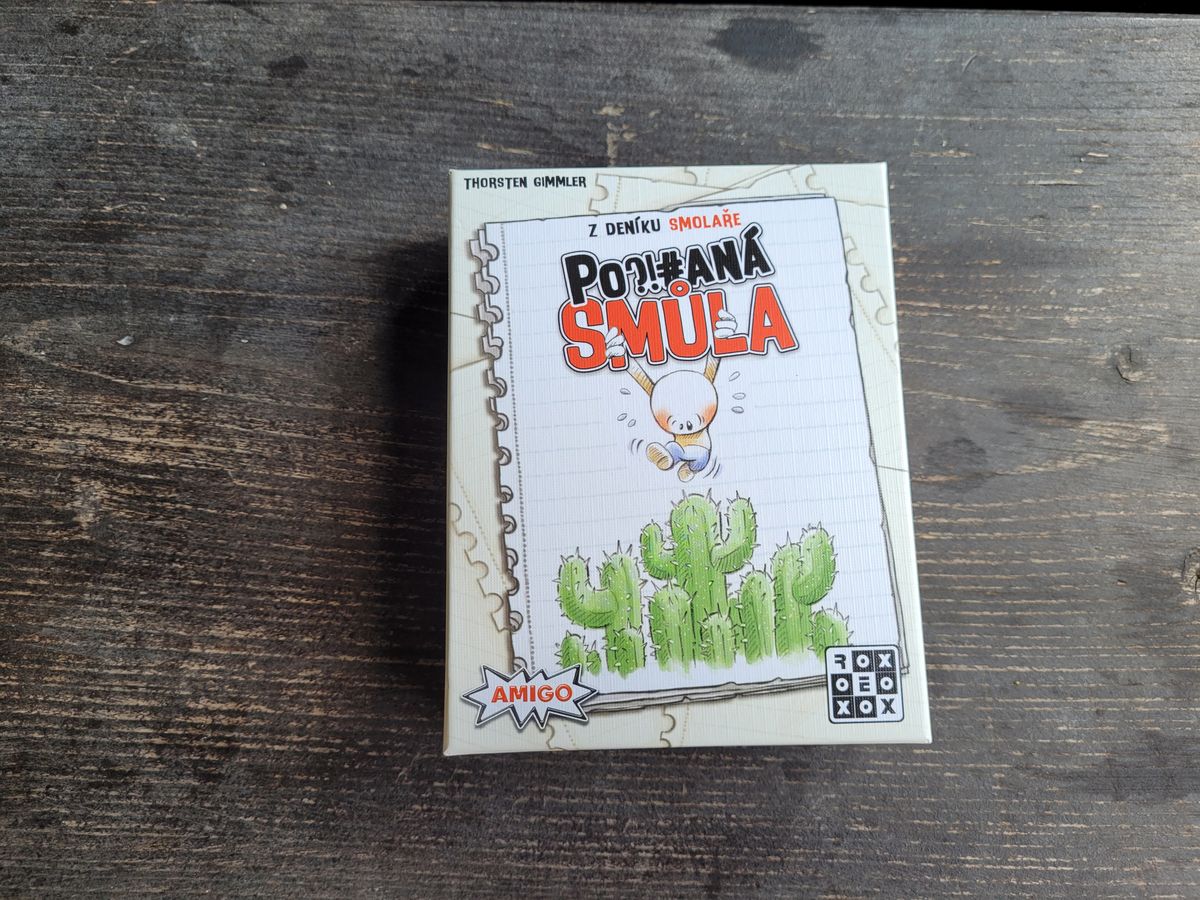 THORSTEN GIMMLER
Z DENÍKU SMOLAŘE
PO?!#ANÁ
SMŮLA
AMIGO
ROX
OEO
XOX